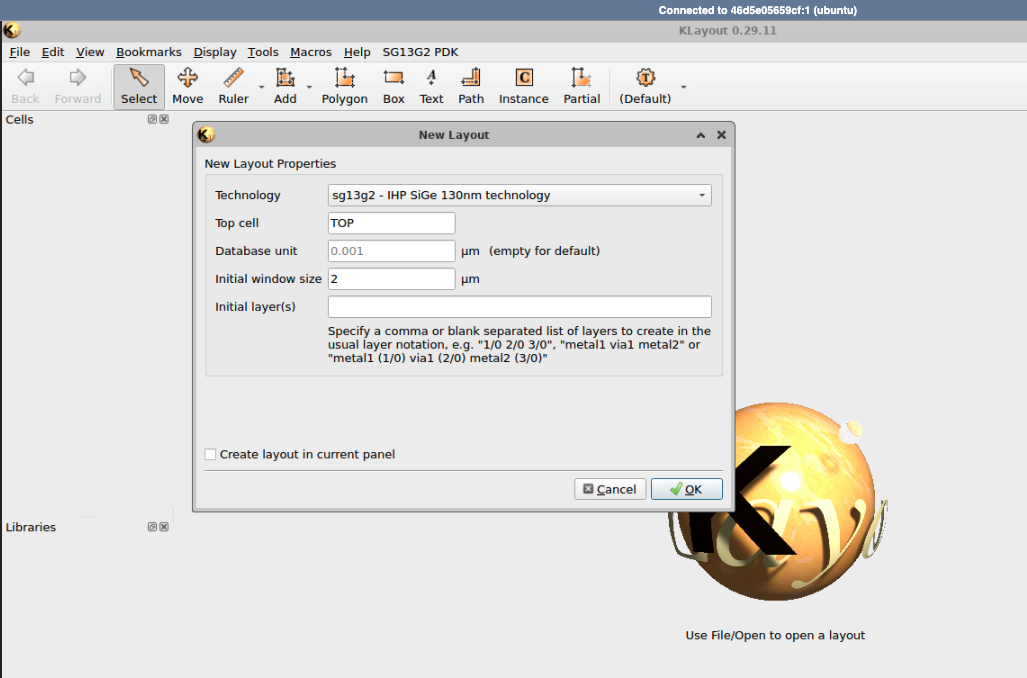 Connected to 46d5e05659cf:1 (ubuntu)
KLayout 0.29.11
File Edit View Bookmarks Display Tools Macros Help SG13G2 PDK
Back Forward Select Move Ruler Add Polygon Box Text Path Instance Partial (Default)
Cells
New Layout
New Layout Properties
Technology sg13g2 - IHP SiGe 130nm technology
Top cell TOP
Database unit 0.001 µm (empty for default)
Initial window size 2 µm
Initial layer(s)
Specify a comma or blank separated list of layers to create in the
usual layer notation, e.g. "1/0 2/0 3/0", "metal1 via1 metal2" or
"metal1 (1/0) via1 (2/0) metal2 (3/0)"
Create layout in current panel
Cancel OK
Libraries
Use File/Open to open a layout